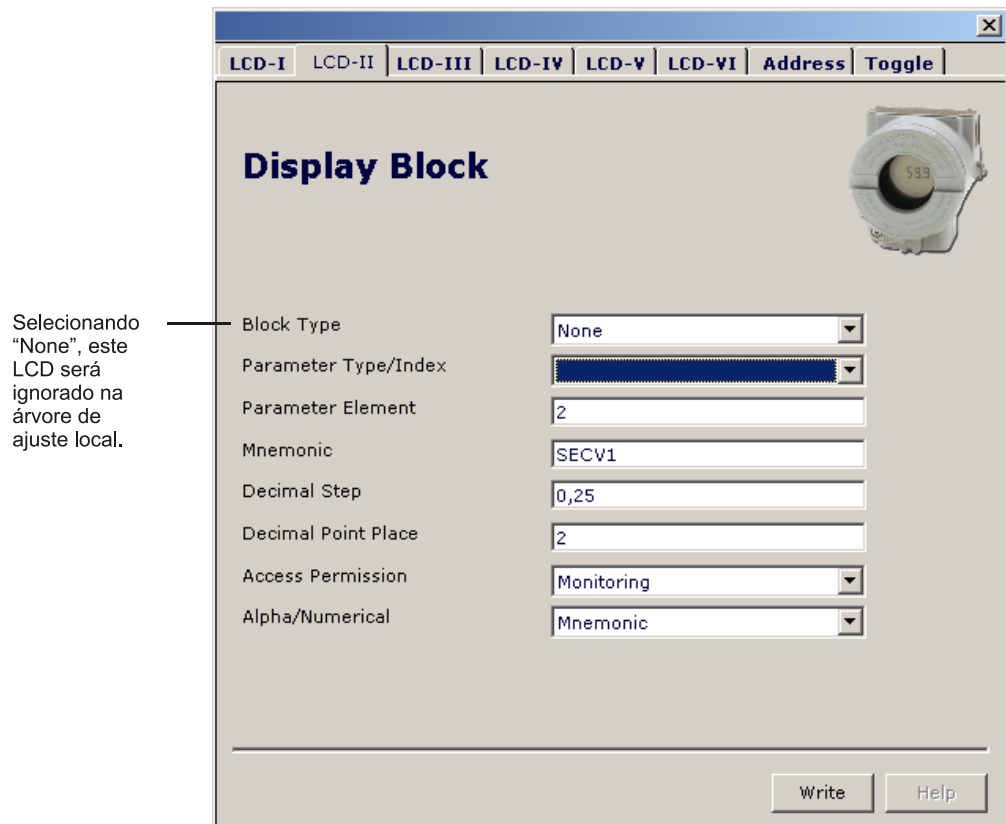 LCD-I LCD-II LCD-III LCD-IV LCD-V LCD-VI Address Toggle
Display Block
59.9
Selecionando
“None”, este
LCD será
ignorado na
árvore de
ajuste local.
Block Type None
Parameter Type/Index
Parameter Element 2
Mnemonic SECV1
Decimal Step 0,25
Decimal Point Place 2
Access Permission Monitoring
Alpha/Numerical Mnemonic
Write Help